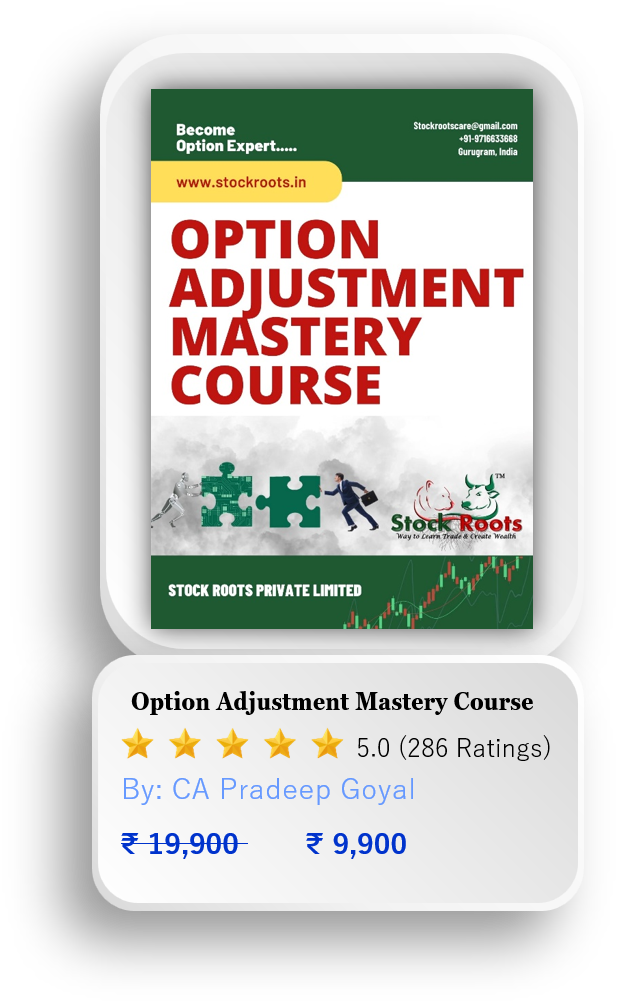 Become
Option Expert.....
Stockrootscare@gmail.com
+91-9716633668
Gurugram, India
www.stockroots.in
OPTION
ADJUSTMENT
MASTERY
COURSE
TM
Stock Roots
Way to Learn Trade & Create Wealth
STOCK ROOTS PRIVATE LIMITED
Option Adjustment Mastery Course
5.0 (286 Ratings)
By: CA Pradeep Goyal
₹ 19,900 ₹ 9,900